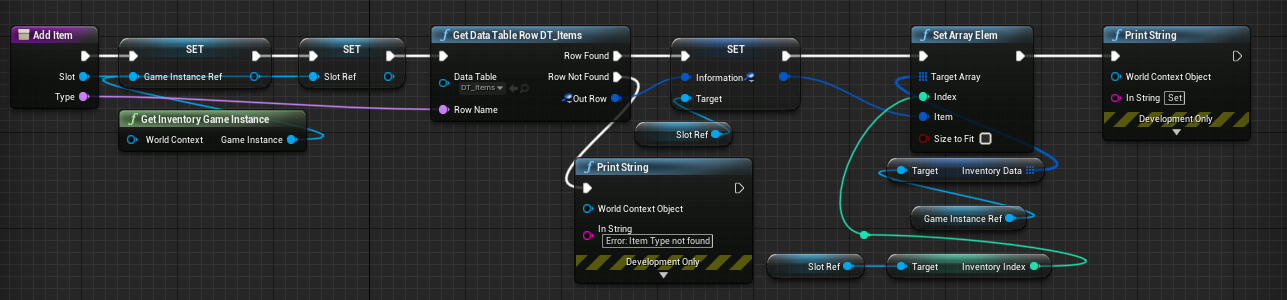 Add Item
Slot
Type
SET
Game Instance Ref
SET
Slot Ref
f Get Inventory Game Instance
World Context
Game Instance
f Get Data Table Row DT_Items
Row Found
Row Not Found
Data Table
DT_Items
Out Row
Row Name
SET
Information
Target
Slot Ref
f Print String
World Context Object
In String
Error: Item Type not found
Development Only
f Set Array Elem
Target Array
Index
Item
Size to Fit
Target
Inventory Data
Game Instance Ref
Slot Ref
Target
Inventory Index
f Print String
World Context Object
In String
Set
Development Only